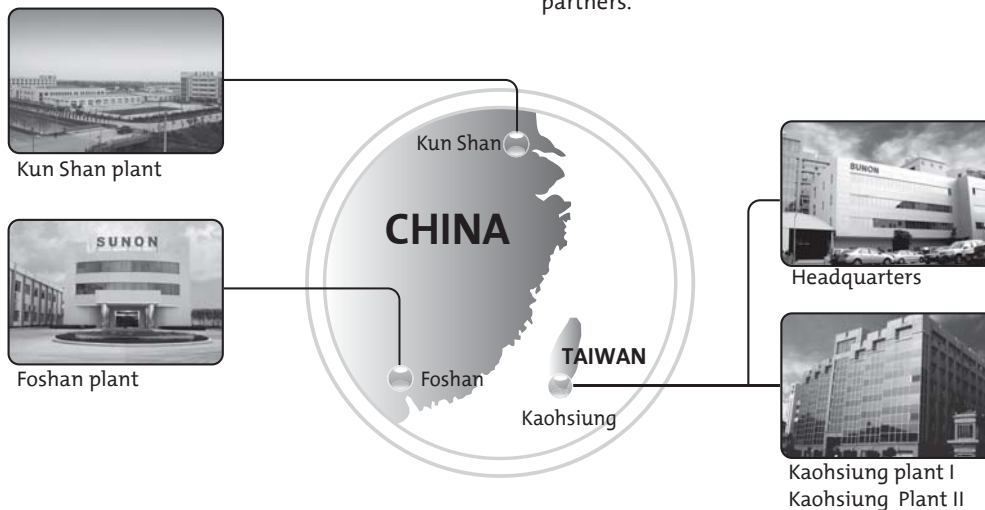 partners.
Kun Shan plant
SUNON
Foshan plant
Kun Shan
CHINA
Foshan
TAIWAN
Kaohsiung
SUNON
Headquarters
Kaohsiung plant I
Kaohsiung Plant II